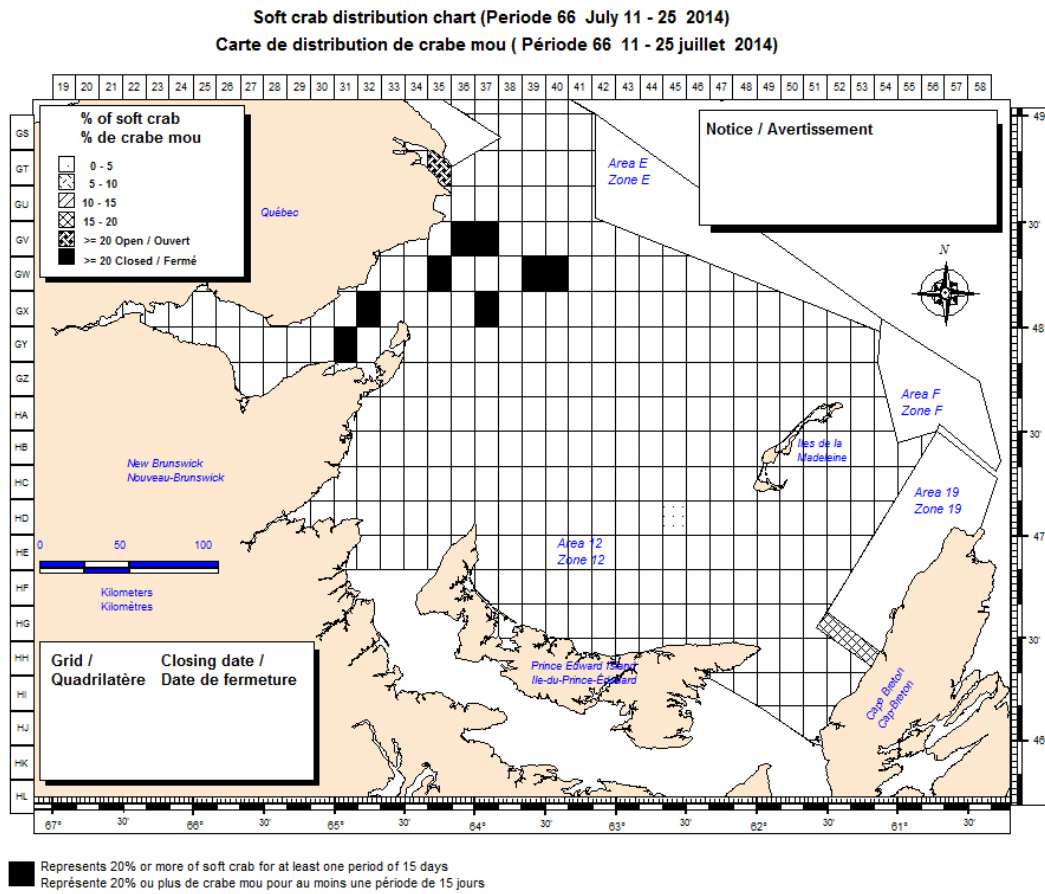 Soft crab distribution chart (Periode 66 July 11 - 25 2014)
Carte de distribution de crabe mou ( Période 66 11 - 25 juillet 2014)
19 20 21 22 23 24 25 26 27 28 29 30 31 32 33 34 35 36 37 38 39 40 41 42 43 44 45 46 47 48 49 50 51 52 53 54 55 56 57 58
% of soft crab
% de crabe mou
0 - 5
5 - 10
10 - 15
15 - 20
>= 20 Open / Ouvert
>= 20 Closed / Fermé
Notice / Avertissement
Area E
Zone E
Québec
N
GS
GT
GU
GV
GW
GX
GY
GZ
HA
HB
HC
HD
HE
HF
HG
HH
HI
HJ
HK
HL
49
30'
48
30'
47
30'
46
Area F
Zone F
Iles de la
Madeleine
New Brunswick
Nouveau-Brunswick
Area 19
Zone 19
Area 12
Zone 12
0 50 100
Kilometers
Kilomètres
Grid / Closing date /
Quadrilatère Date de fermeture
Prince Edward Island
Ile-du-Prince-Édouard
Cape Breton
Cap-Breton
67° 30' 66° 30' 65° 30' 64° 30' 63° 30' 62° 30' 61° 30'
Represents 20% or more of soft crab for at least one period of 15 days
Représente 20% ou plus de crabe mou pour au moins une période de 15 jours